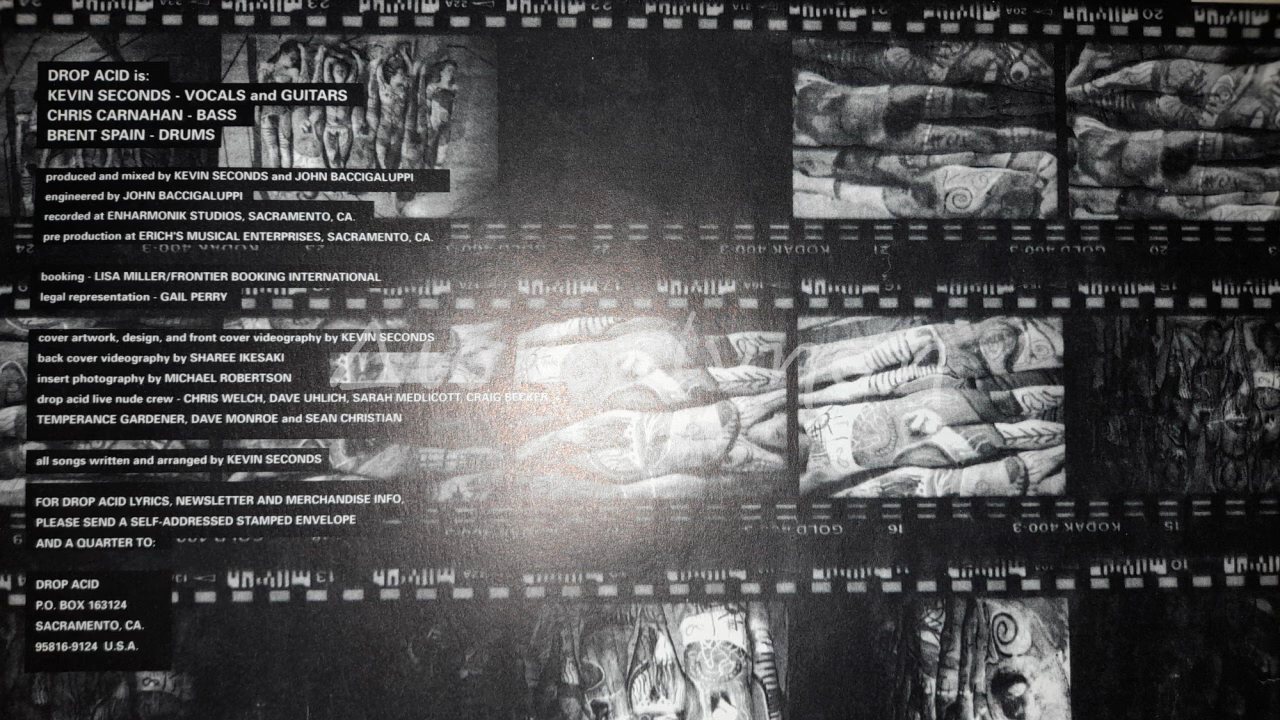 DROP ACID is:
KEVIN SECONDS - VOCALS and GUITARS
CHRIS CARNAHAN - BASS
BRENT SPAIN - DRUMS
produced and mixed by KEVIN SECONDS and JOHN BACCIGALUPPI
engineered by JOHN BACCIGALUPPI
recorded at ENHARMONIK STUDIOS, SACRAMENTO, CA.
pre production at ERICH'S MUSICAL ENTERPRISES, SACRAMENTO, CA.
booking - LISA MILLER/FRONTIER BOOKING INTERNATIONAL
legal representation - GAIL PERRY
cover artwork, design, and front cover videography by KEVIN SECONDS
back cover videography by SHAREE IKESAKI
insert photography by MICHAEL ROBERTSON
drop acid live nude crew - CHRIS WELCH, DAVE UHLICH, SARAH MEDLICOTT, CRAIG BECKER
TEMPERANCE GARDENER, DAVE MONROE and SEAN CHRISTIAN
all songs written and arranged by KEVIN SECONDS
FOR DROP ACID LYRICS, NEWSLETTER AND MERCHANDISE INFO,
PLEASE SEND A SELF-ADDRESSED STAMPED ENVELOPE
AND A QUARTER TO:
DROP ACID
P.O. BOX 163124
SACRAMENTO, CA.
95816-9124 U.S.A.
22 KODAK 400-3 21 GOLD 400-3 20
GOLD 16 KODAK 400-3 15